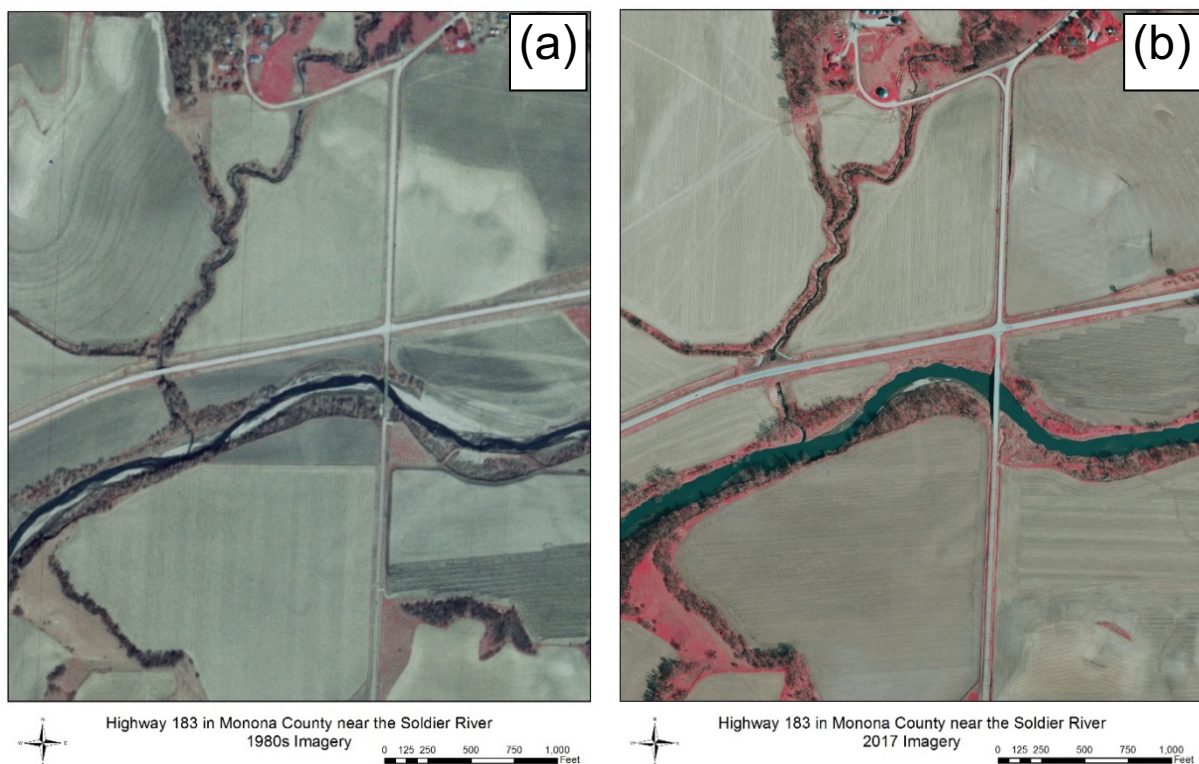 (a)
(b)
N
W E
S
Highway 183 in Monona County near the Soldier River
1980s Imagery
0 125 250 500 750 1,000
Feet
N
W E
S
Highway 183 in Monona County near the Soldier River
2017 Imagery
0 125 250 500 750 1,000
Feet